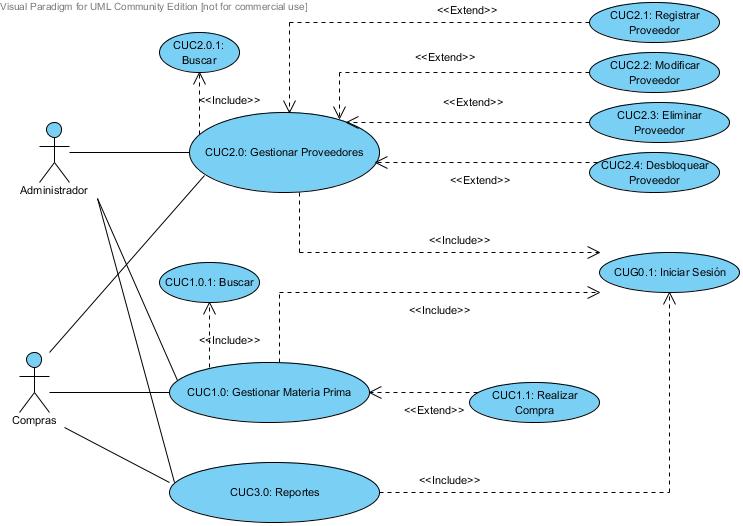 Visual Paradigm for UML Community Edition [not for commercial use]
<<Extend>>
CUC2.1: Registrar
Proveedor
CUC2.0.1:
Buscar
<<Extend>>
CUC2.2: Modificar
Proveedor
<<Include>>
<<Extend>>
CUC2.3: Eliminar
Proveedor
CUC2.0: Gestionar Proveedores
CUC2.4: Desbloquear
Proveedor
<<Extend>>
Administrador
<<Include>>
CUG0.1: Iniciar Sesión
CUC1.0.1: Buscar
<<Include>>
<<Include>>
CUC1.0: Gestionar Materia Prima
CUC1.1: Realizar
Compra
<<Extend>>
Compras
<<Include>>
CUC3.0: Reportes